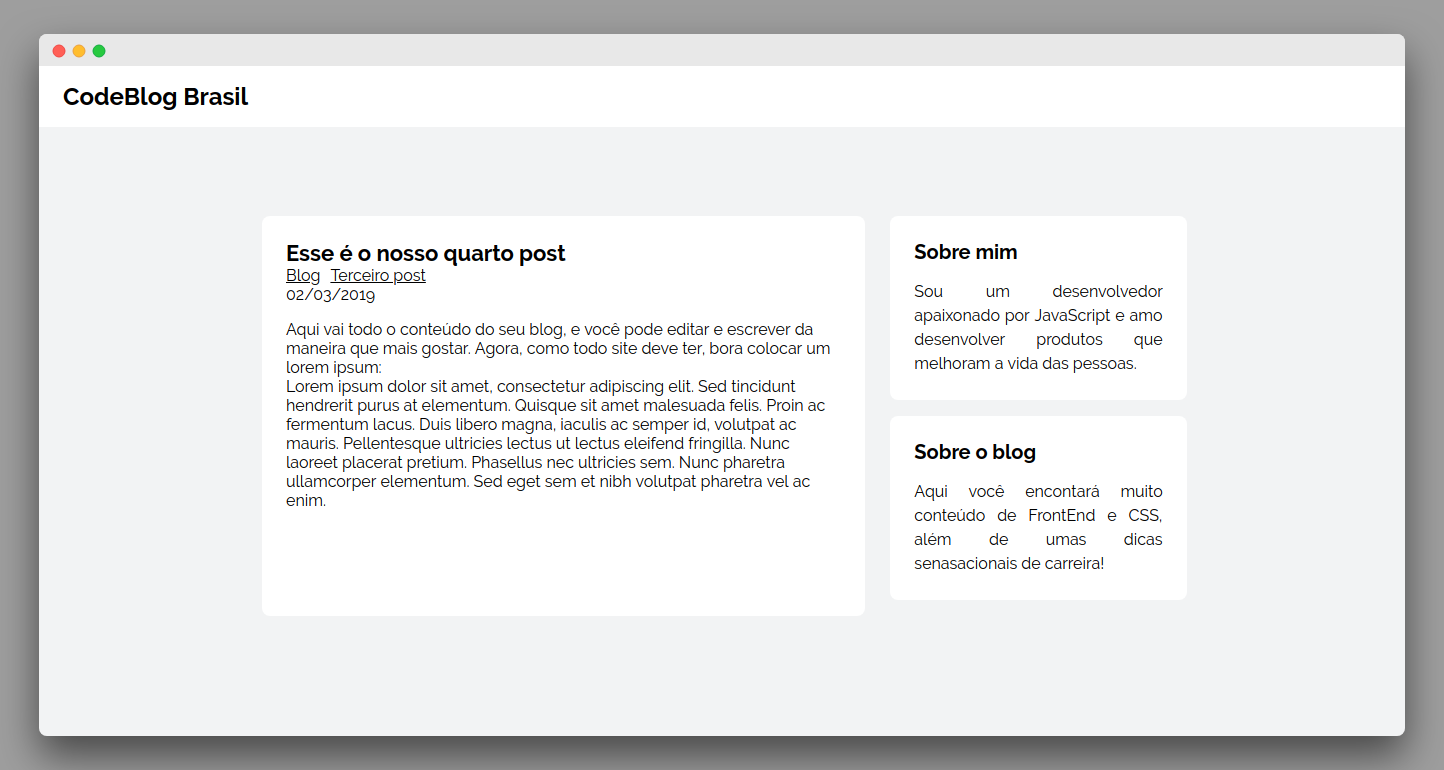 CodeBlog Brasil
Esse é o nosso quarto post
Blog Terceiro post
02/03/2019
Aqui vai todo o conteúdo do seu blog, e você pode editar e escrever da
maneira que mais gostar. Agora, como todo site deve ter, bora colocar um
lorem ipsum:
Lorem ipsum dolor sit amet, consectetur adipiscing elit. Sed tincidunt
hendrerit purus at elementum. Quisque sit amet malesuada felis. Proin ac
fermentum lacus. Duis libero magna, iaculis ac semper id, volutpat ac
mauris. Pellentesque ultricies lectus ut lectus eleifend fringilla. Nunc
laoreet placerat pretium. Phasellus nec ultricies sem. Nunc pharetra
ullamcorper elementum. Sed eget sem et nibh volutpat pharetra vel ac
enim.
Sobre mim
Sou um desenvolvedor
apaixonado por JavaScript e amo
desenvolver produtos que
melhoram a vida das pessoas.
Sobre o blog
Aqui você encontará muito
conteúdo de FrontEnd e CSS,
além de umas dicas
senasacionais de carreira!